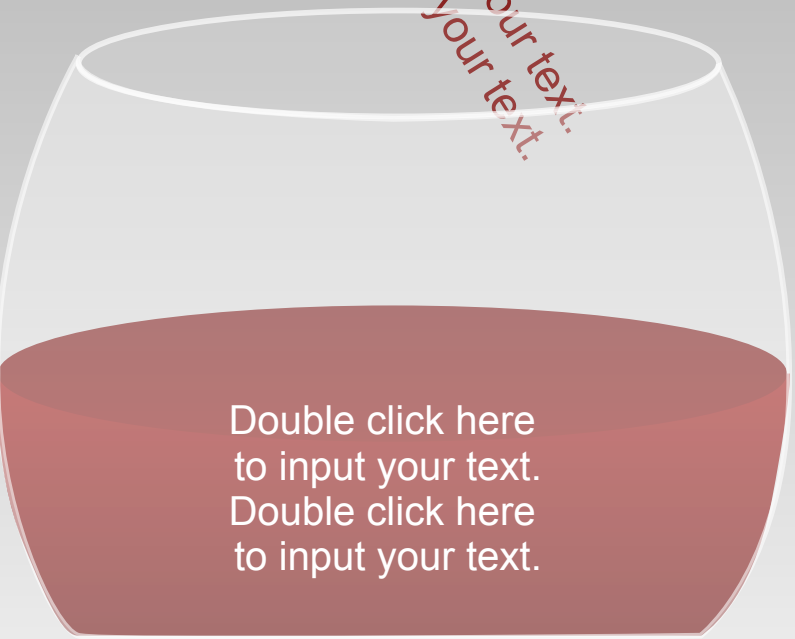 our text.
your text.
Double click here
to input your text.
Double click here
to input your text.